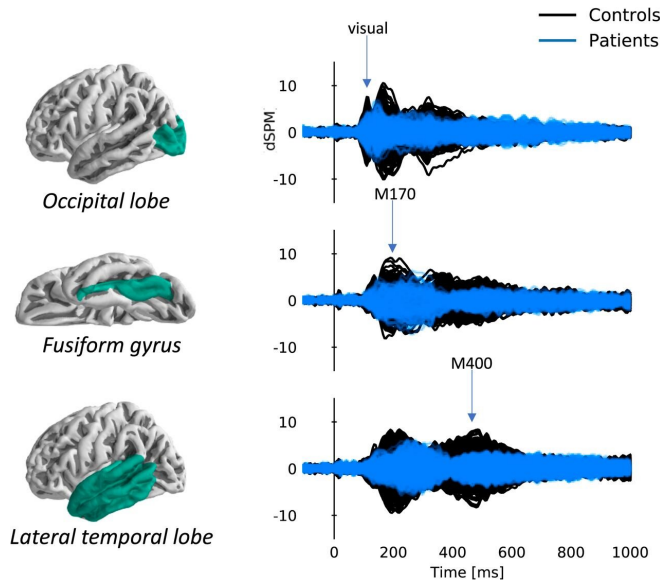 Controls
Patients
visual
10
0
-10
dSPM
Occipital lobe
M170
10
0
-10
Fusiform gyrus
M400
10
0
-10
Lateral temporal lobe
0 200 400 600 800 1000
Time [ms]